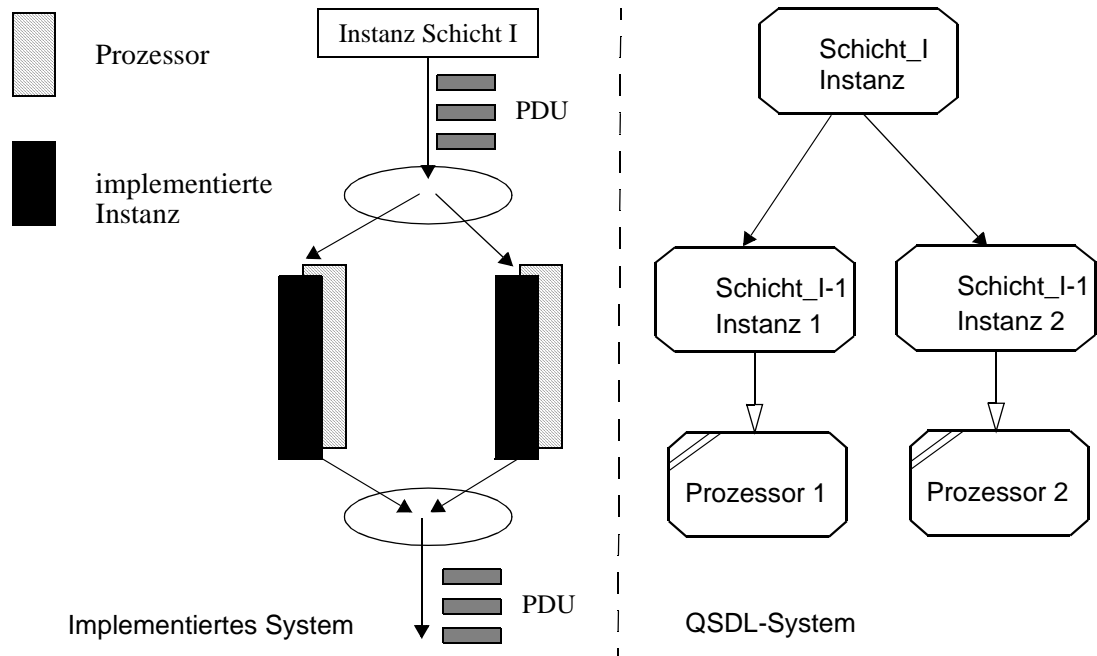 Prozessor
implementierte
Instanz
Instanz Schicht I
PDU
PDU
Implementiertes System
Schicht_I
Instanz
Schicht_I-1
Instanz 1
Schicht_I-1
Instanz 2
Prozessor 1
Prozessor 2
QSDL-System